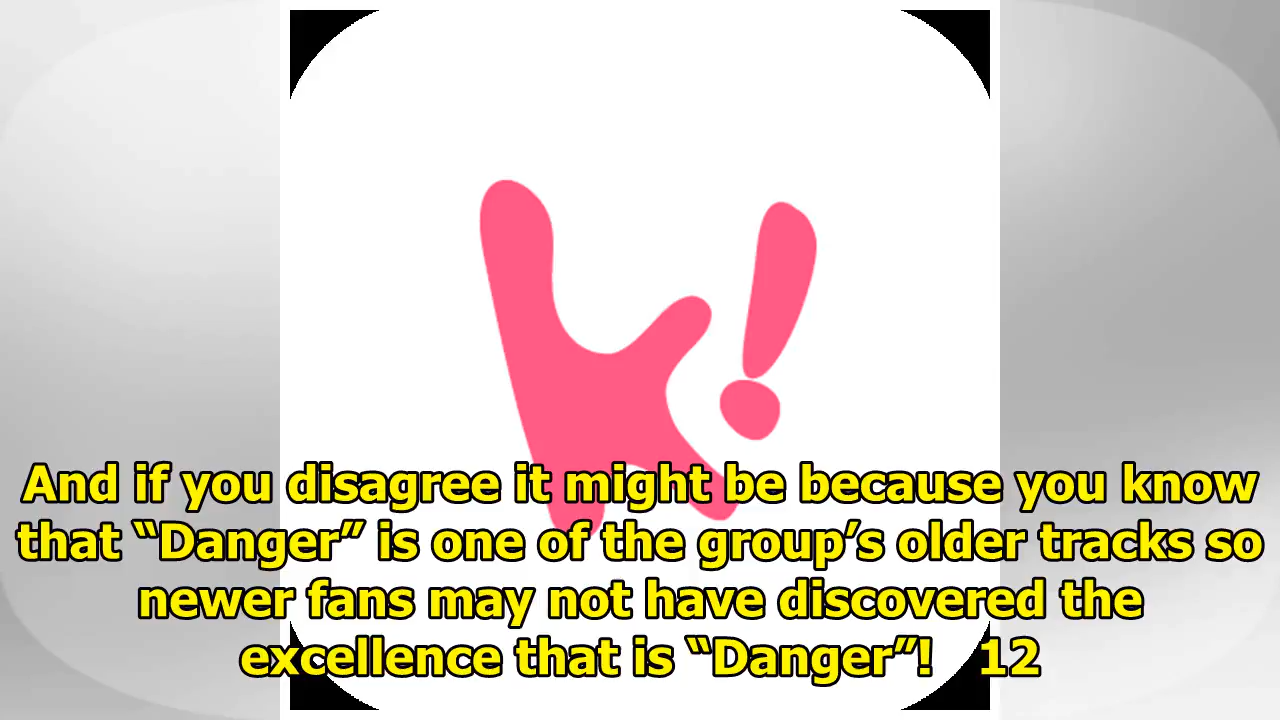 k!
And if you disagree it might be because you know
that “Danger” is one of the group’s older tracks so
newer fans may not have discovered the
excellence that is “Danger”! 12